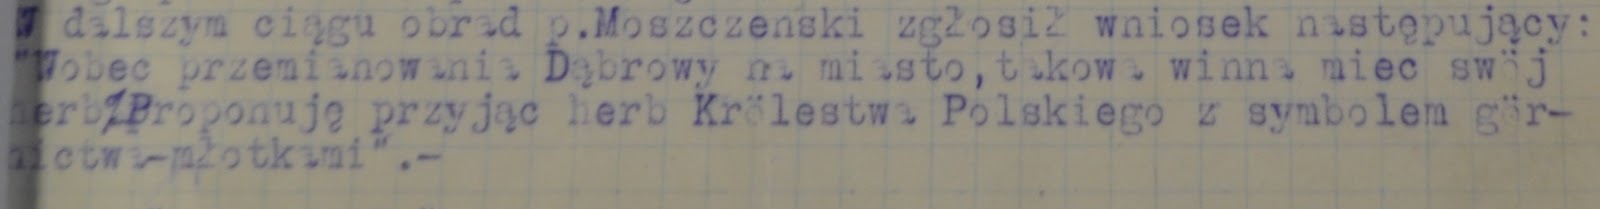 W dalszym ciągu obrad p.Moszczenski zgłosił wniosek następujący:
"Wobec przemianowania Dąbrowy na miasto,takowa winna miec swój
herb.Proponuję przyjąc herb Królestwa Polskiego z symbolem gór-
nictwa-młotkami".-